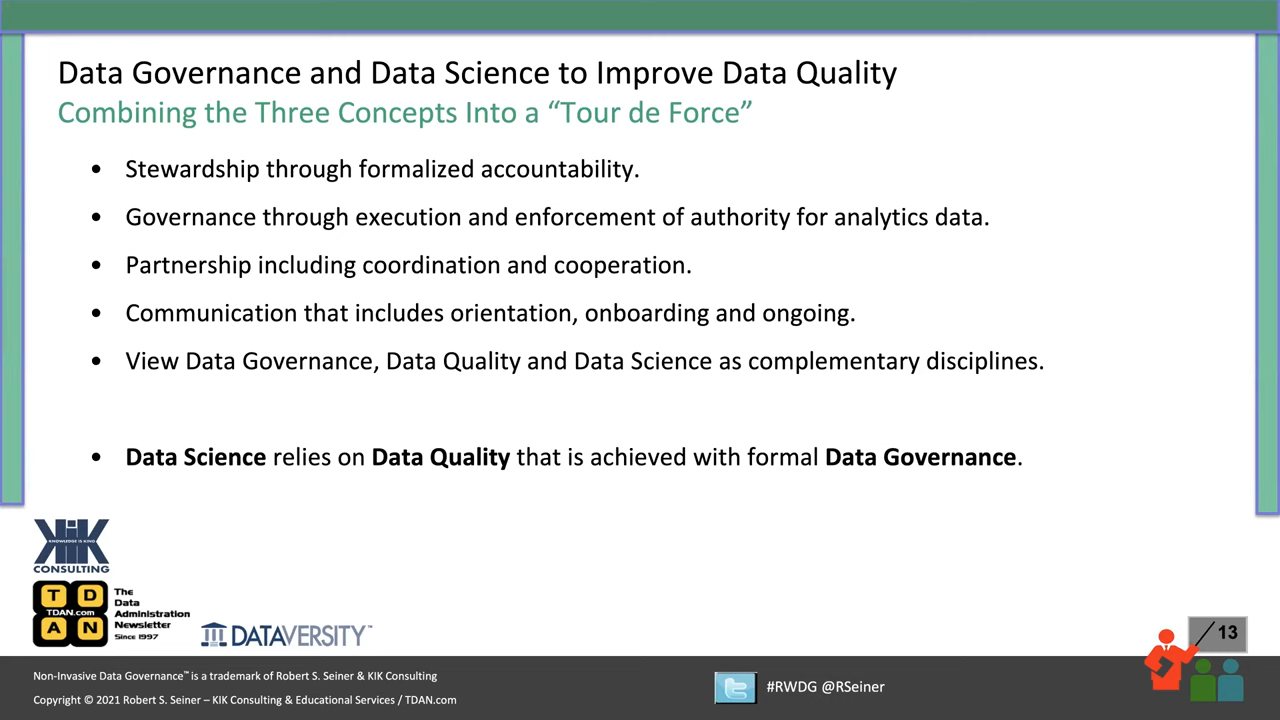 Data Governance and Data Science to Improve Data Quality
Combining the Three Concepts Into a “Tour de Force”
• Stewardship through formalized accountability.
• Governance through execution and enforcement of authority for analytics data.
• Partnership including coordination and cooperation.
• Communication that includes orientation, onboarding and ongoing.
• View Data Governance, Data Quality and Data Science as complementary disciplines.
• Data Science relies on Data Quality that is achieved with formal Data Governance.
KIK
KNOWLEDGE IS KING
CONSULTING
T D
TDAN.com
A N
The
Data
Administration
Newsletter
Since 1997
DATAVERSITY™
13
Non-Invasive Data Governance™ is a trademark of Robert S. Seiner & KIK Consulting
Copyright © 2021 Robert S. Seiner – KIK Consulting & Educational Services / TDAN.com
#RWDG @RSeiner